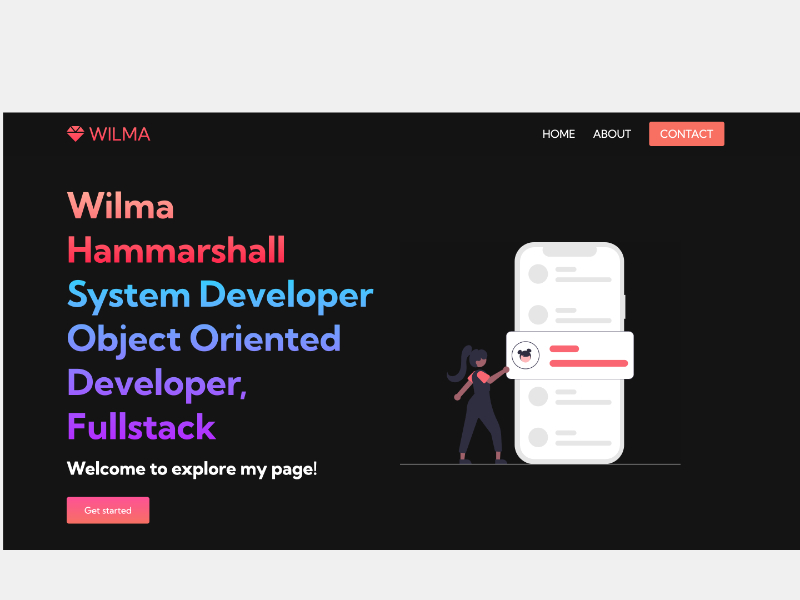 WILMA
HOME ABOUT CONTACT
Wilma
Hammarshall
System Developer
Object Oriented
Developer,
Fullstack
Welcome to explore my page!
Get started